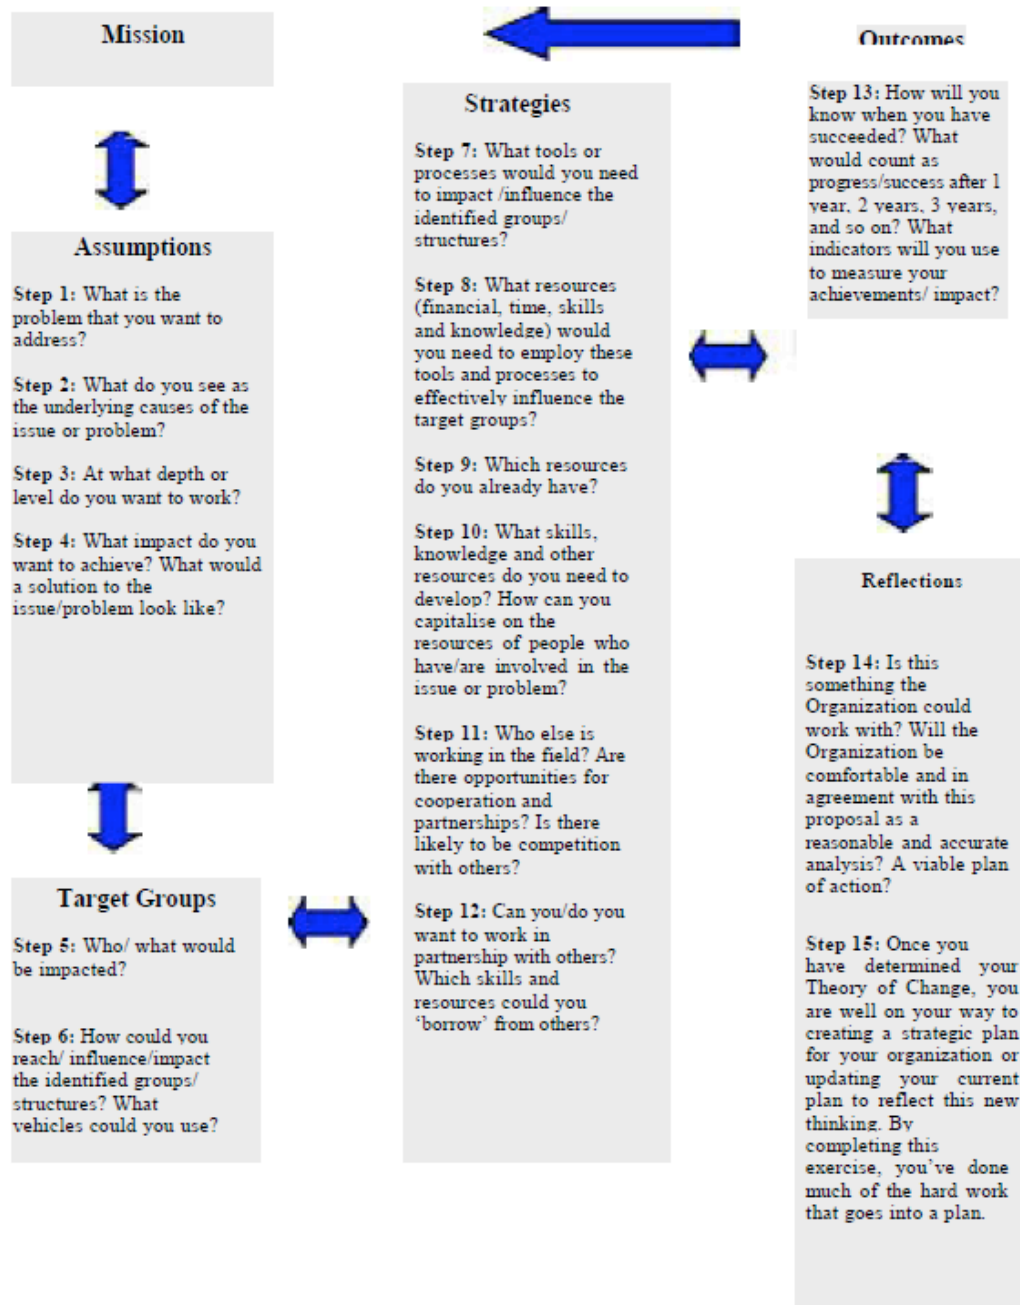 Mission
Assumptions
Step 1: What is the
problem that you want to
address?
Step 2: What do you see as
the underlying causes of the
issue or problem?
Step 3: At what depth or
level do you want to work?
Step 4: What impact do you
want to achieve? What would
a solution to the
issue/problem look like?
Target Groups
Step 5: Who/ what would
be impacted?
Step 6: How could you
reach/ influence/impact
the identified groups/
structures? What
vehicles could you use?
Strategies
Step 7: What tools or
processes would you need
to impact /influence the
identified groups/
structures?
Step 8: What resources
(financial, time, skills
and knowledge) would
you need to employ these
tools and processes to
effectively influence the
target groups?
Step 9: Which resources
do you already have?
Step 10: What skills,
knowledge and other
resources do you need to
develop? How can you
capitalise on the
resources of people who
have/are involved in the
issue or problem?
Step 11: Who else is
working in the field? Are
there opportunities for
cooperation and
partnerships? Is there
likely to be competition
with others?
Step 12: Can you/do you
want to work in
partnership with others?
Which skills and
resources could you
‘borrow’ from others?
Outcomes
Step 13: How will you
know when you have
succeeded? What
would count as
progress/success after 1
year, 2 years, 3 years,
and so on? What
indicators will you use
to measure your
achievements/ impact?
Reflections
Step 14: Is this
something the
Organization could
work with? Will the
Organization be
comfortable and in
agreement with this
proposal as a
reasonable and accurate
analysis? A viable plan
of action?
Step 15: Once you
have determined your
Theory of Change, you
are well on your way to
creating a strategic plan
for your organization or
updating your current
plan to reflect this new
thinking. By
completing this
exercise, you’ve done
much of the hard work
that goes into a plan.